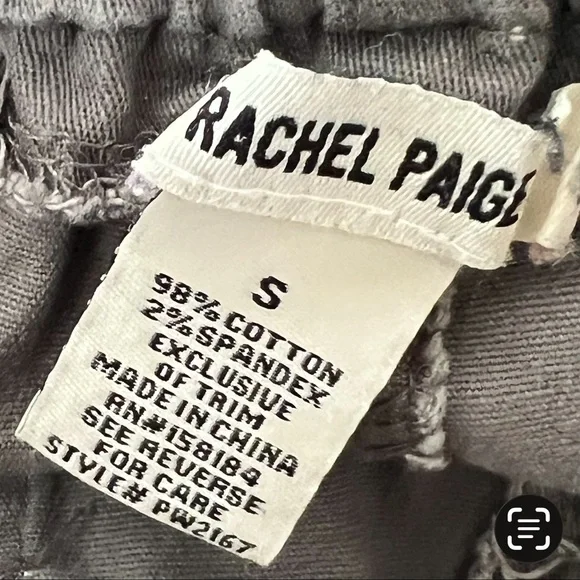 RACHEL PAIGE
S
98% COTTON
2% SPANDEX
EXCLUSIVE
OF TRIM
MADE IN CHINA
RN#158184
SEE REVERSE
FOR CARE
STYLE# PW2167